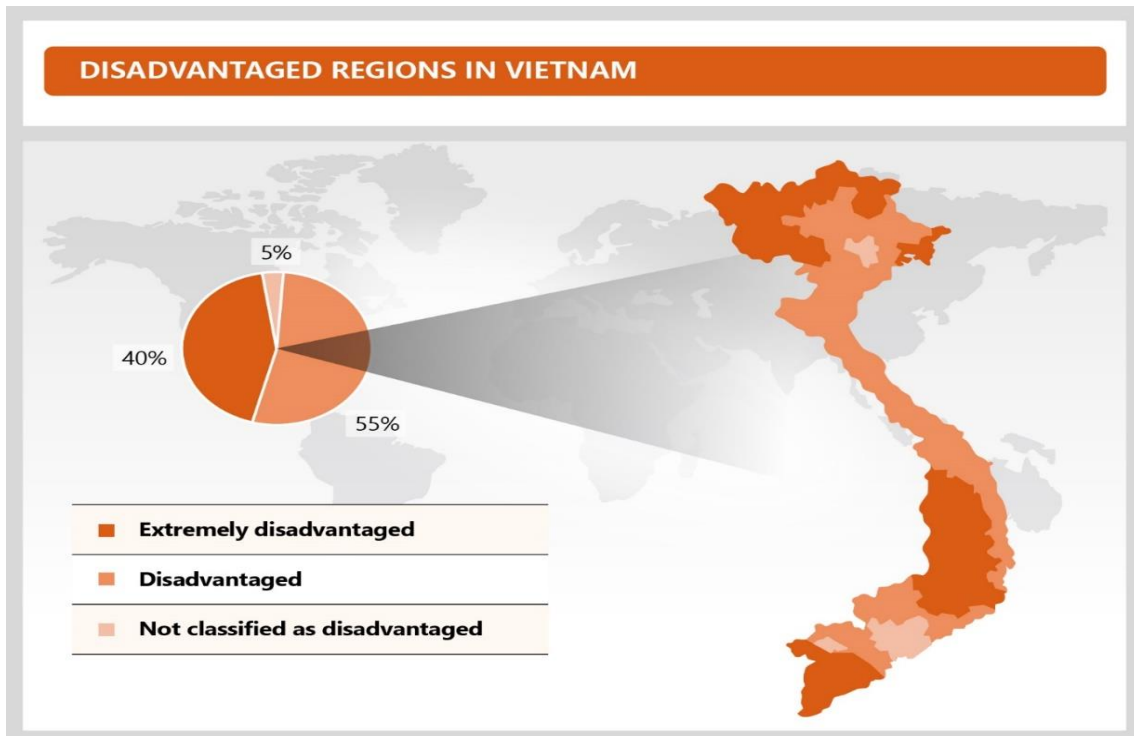 DISADVANTAGED REGIONS IN VIETNAM
5%
40%
55%
Extremely disadvantaged
Disadvantaged
Not classified as disadvantaged